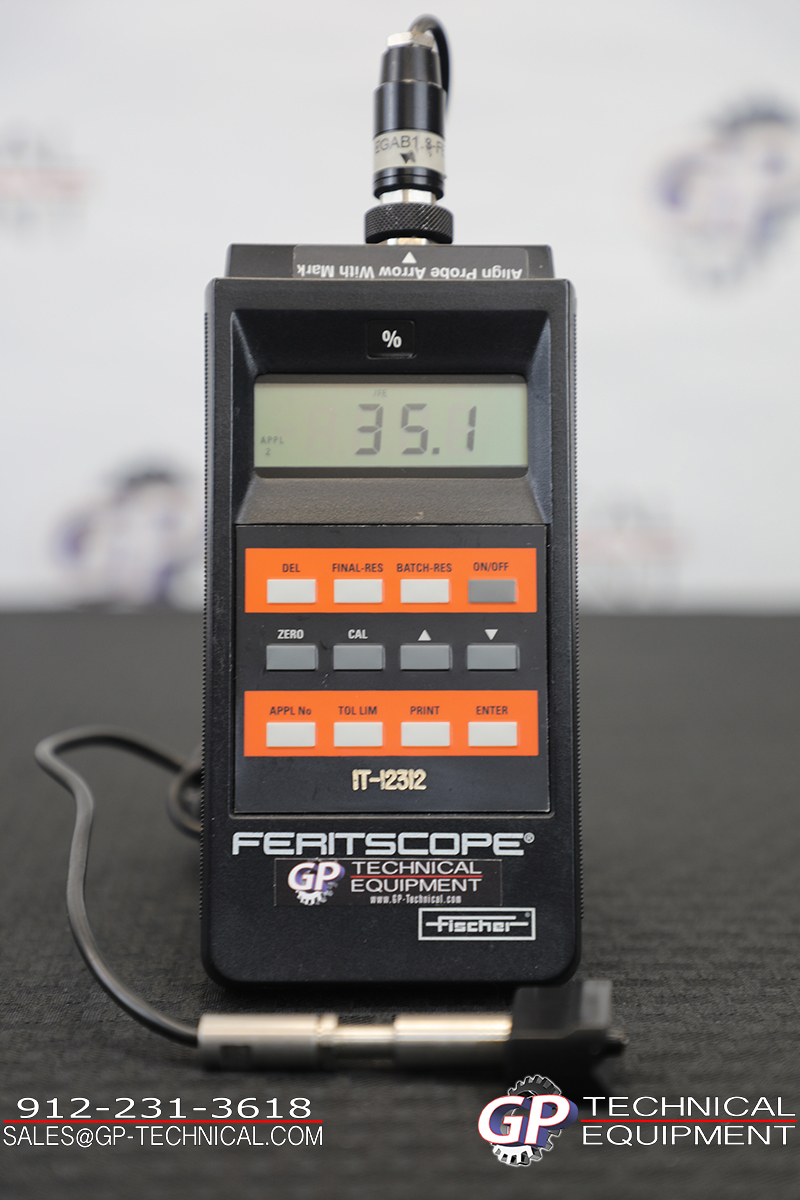 EGAB1.3-F
Align Probe Arrow With Mark
%
35.1
APPL
2
DEL FINAL-RES BATCH-RES ON/OFF
ZERO CAL ▲ ▼
APPL No TOL LIM PRINT ENTER
IT-12312
FERITSCOPE®
GP TECHNICAL
EQUIPMENT
www.GP-Technical.com
fischer®
912-231-3618
SALES@GP-TECHNICAL.COM
GP TECHNICAL
EQUIPMENT